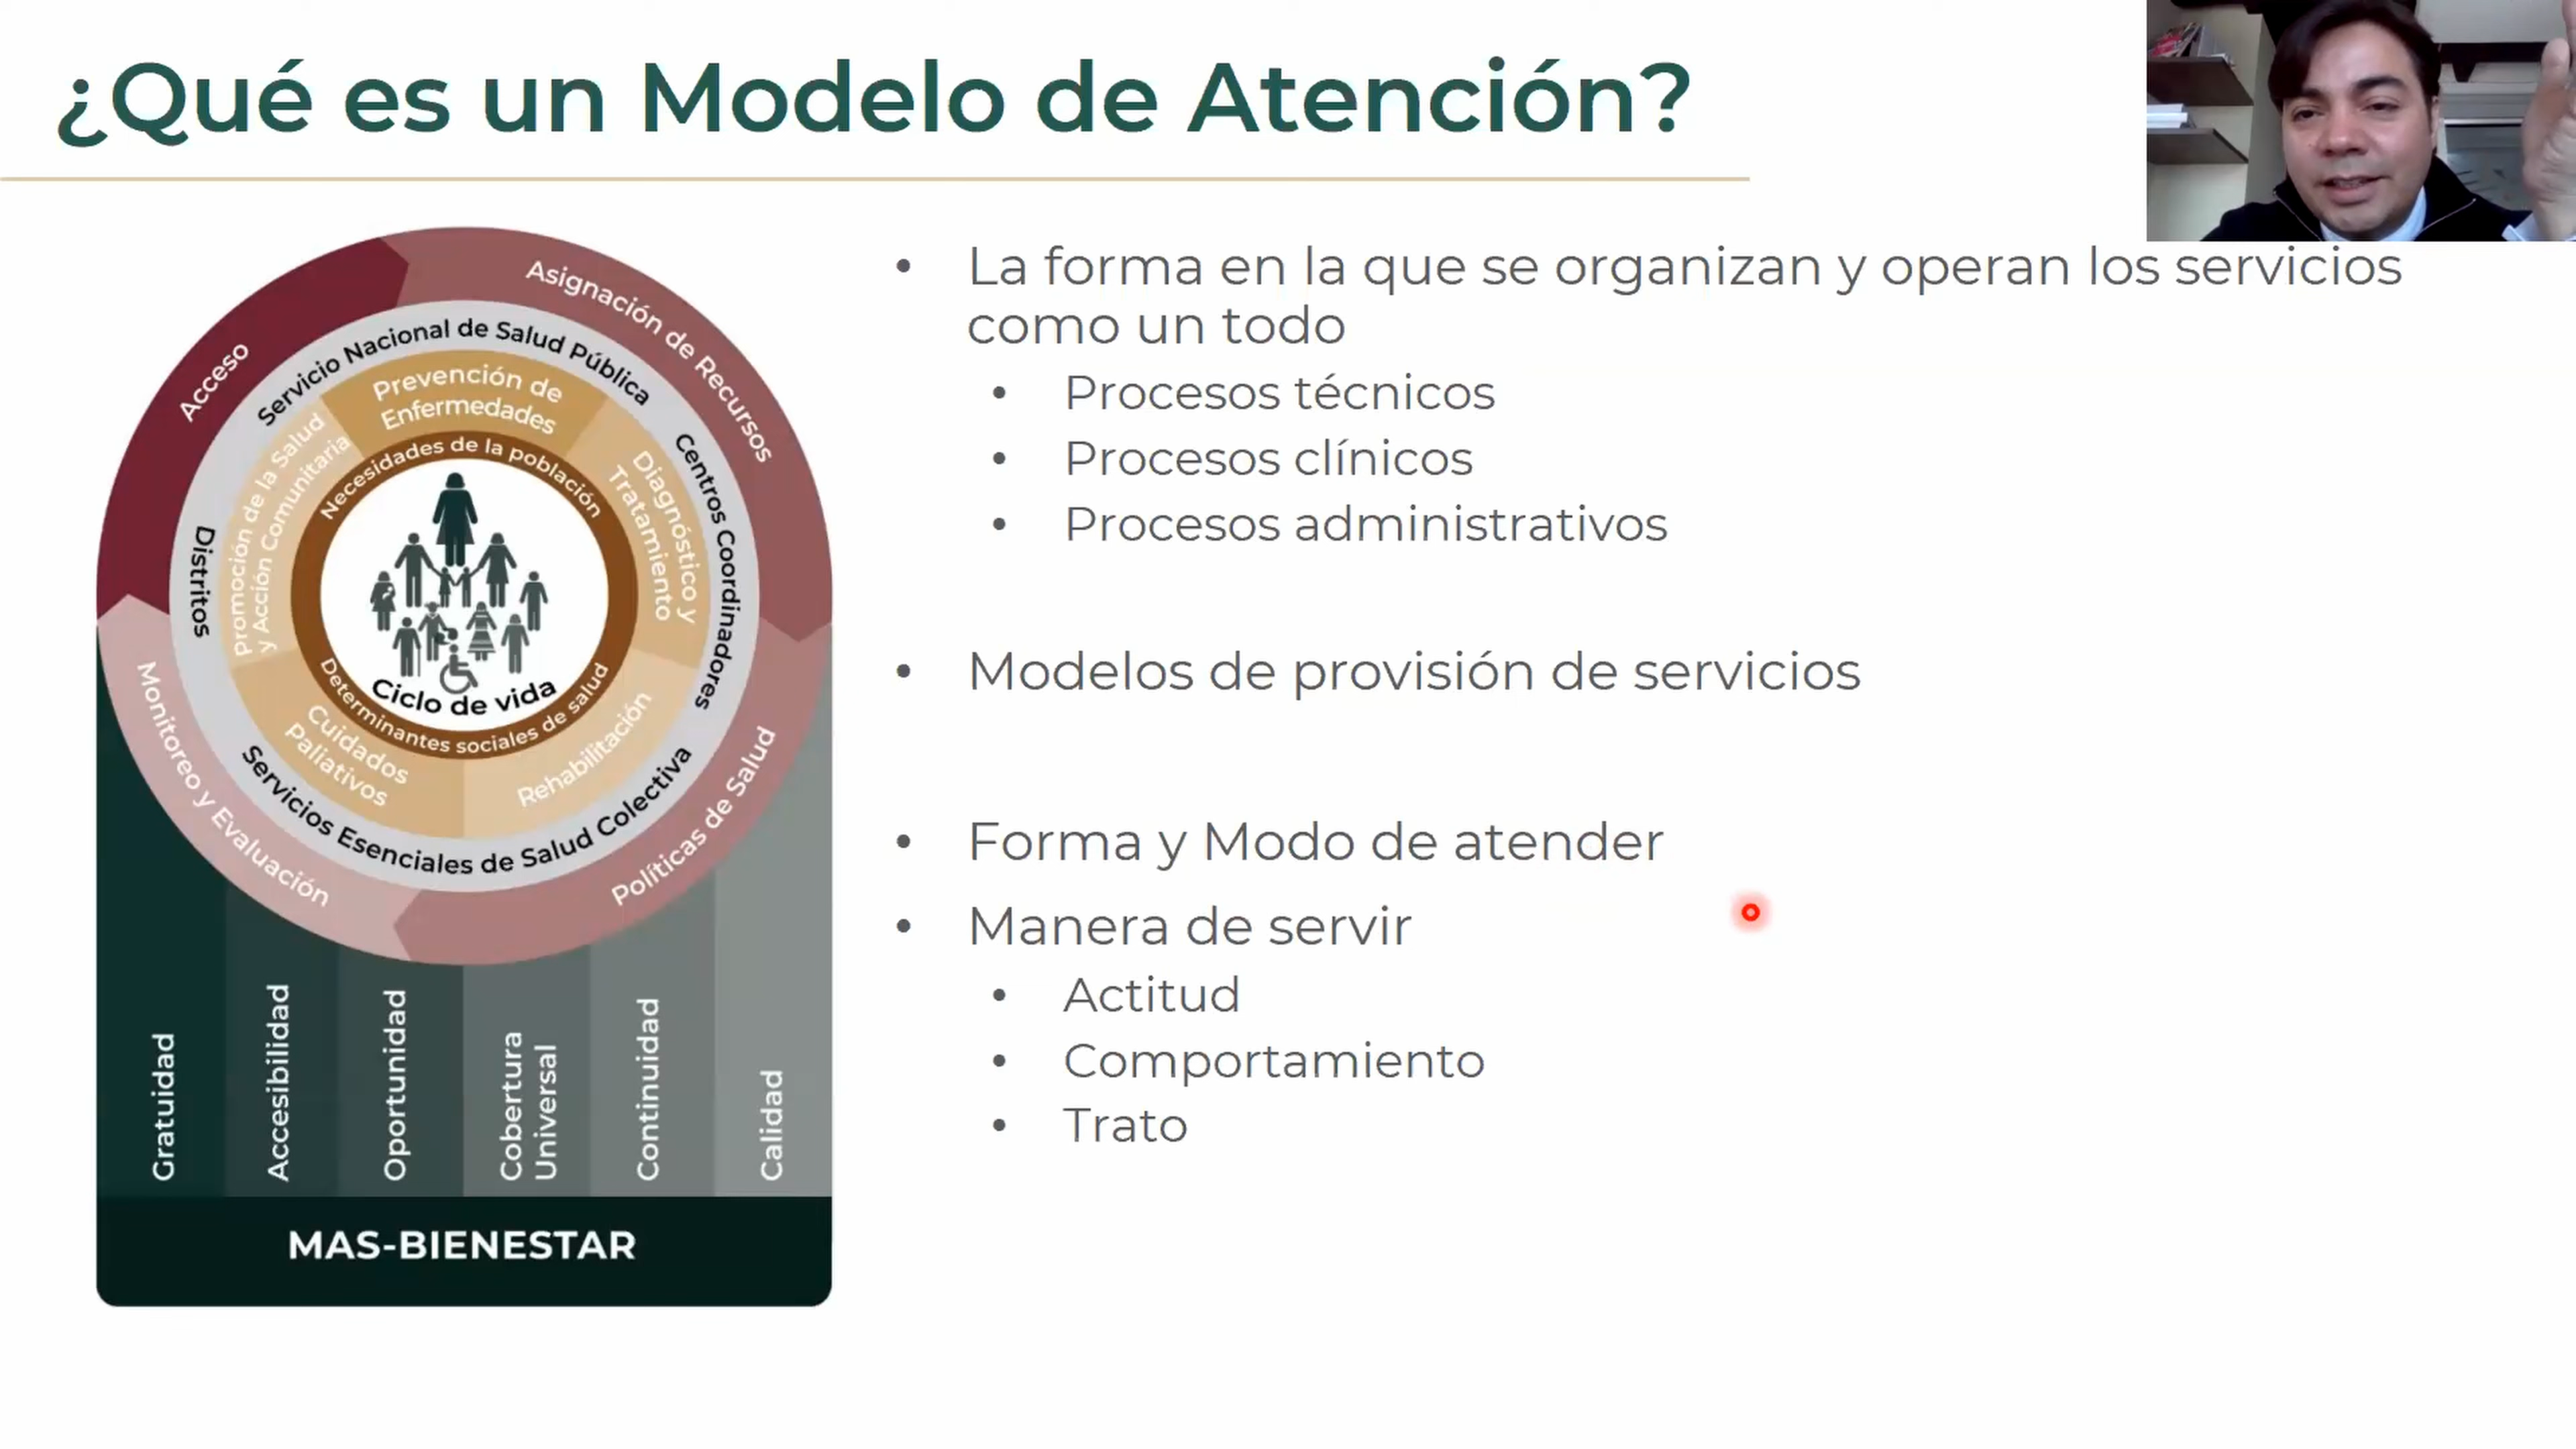 ¿Qué es un Modelo de Atención?
Acceso
Asignación de Recursos
Políticas de Salud
Monitoreo y Evaluación
Servicio Nacional de Salud Pública
Centros Coordinadores
Servicios Esenciales de Salud Colectiva
Distritos
Promoción de la Salud
y Acción Comunitaria
Prevención de
Enfermedades
Diagnóstico y
Tratamiento
Rehabilitación
Cuidados
Paliativos
Necesidades de la población
Determinantes sociales de salud
Ciclo de vida
Gratuidad
Accesibilidad
Oportunidad
Cobertura
Universal
Continuidad
Calidad
MAS-BIENESTAR
• La forma en la que se organizan y operan los servicios
como un todo
• Procesos técnicos
• Procesos clínicos
• Procesos administrativos
• Modelos de provisión de servicios
• Forma y Modo de atender
• Manera de servir
• Actitud
• Comportamiento
• Trato